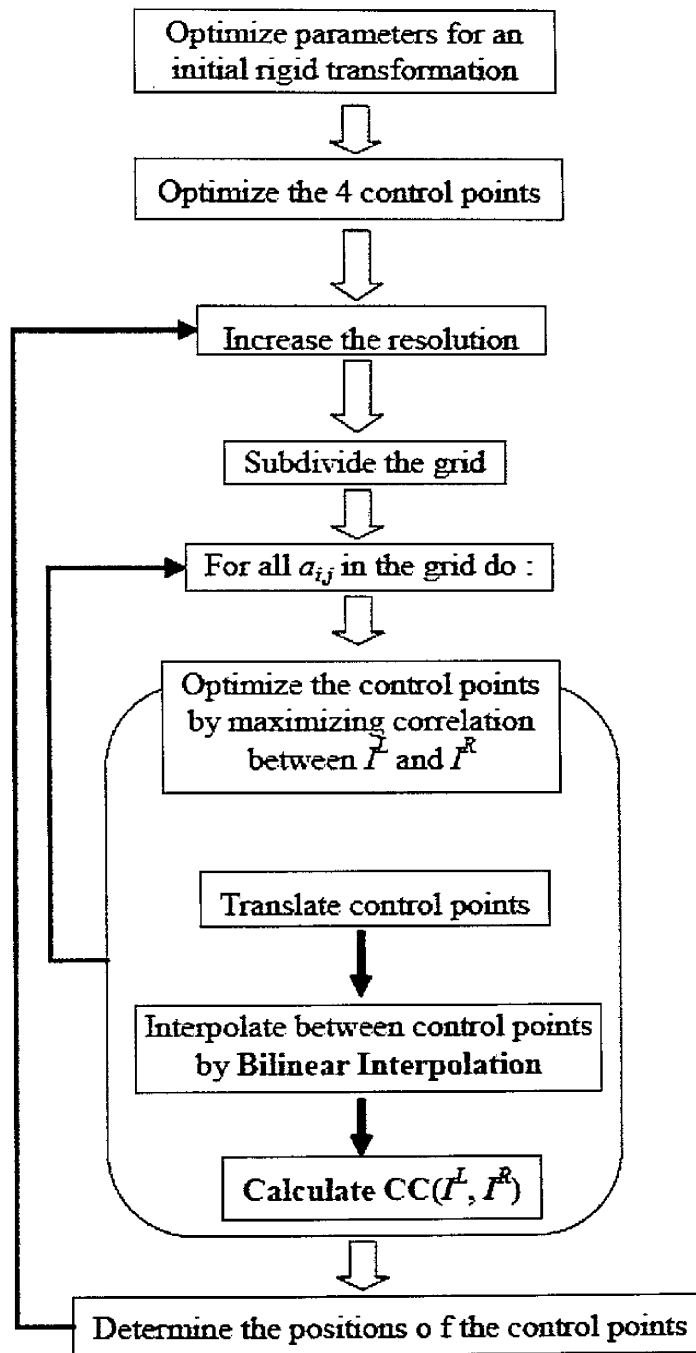 Optimize parameters for an
initial rigid transformation
Optimize the 4 control points
Increase the resolution
Subdivide the grid
For all a_{ij} in the grid do :
Optimize the control points
by maximizing correlation
between I^L and I^R
Translate control points
Interpolate between control points
by Bilinear Interpolation
Calculate CC(I^L, I^R)
Determine the positions o f the control points